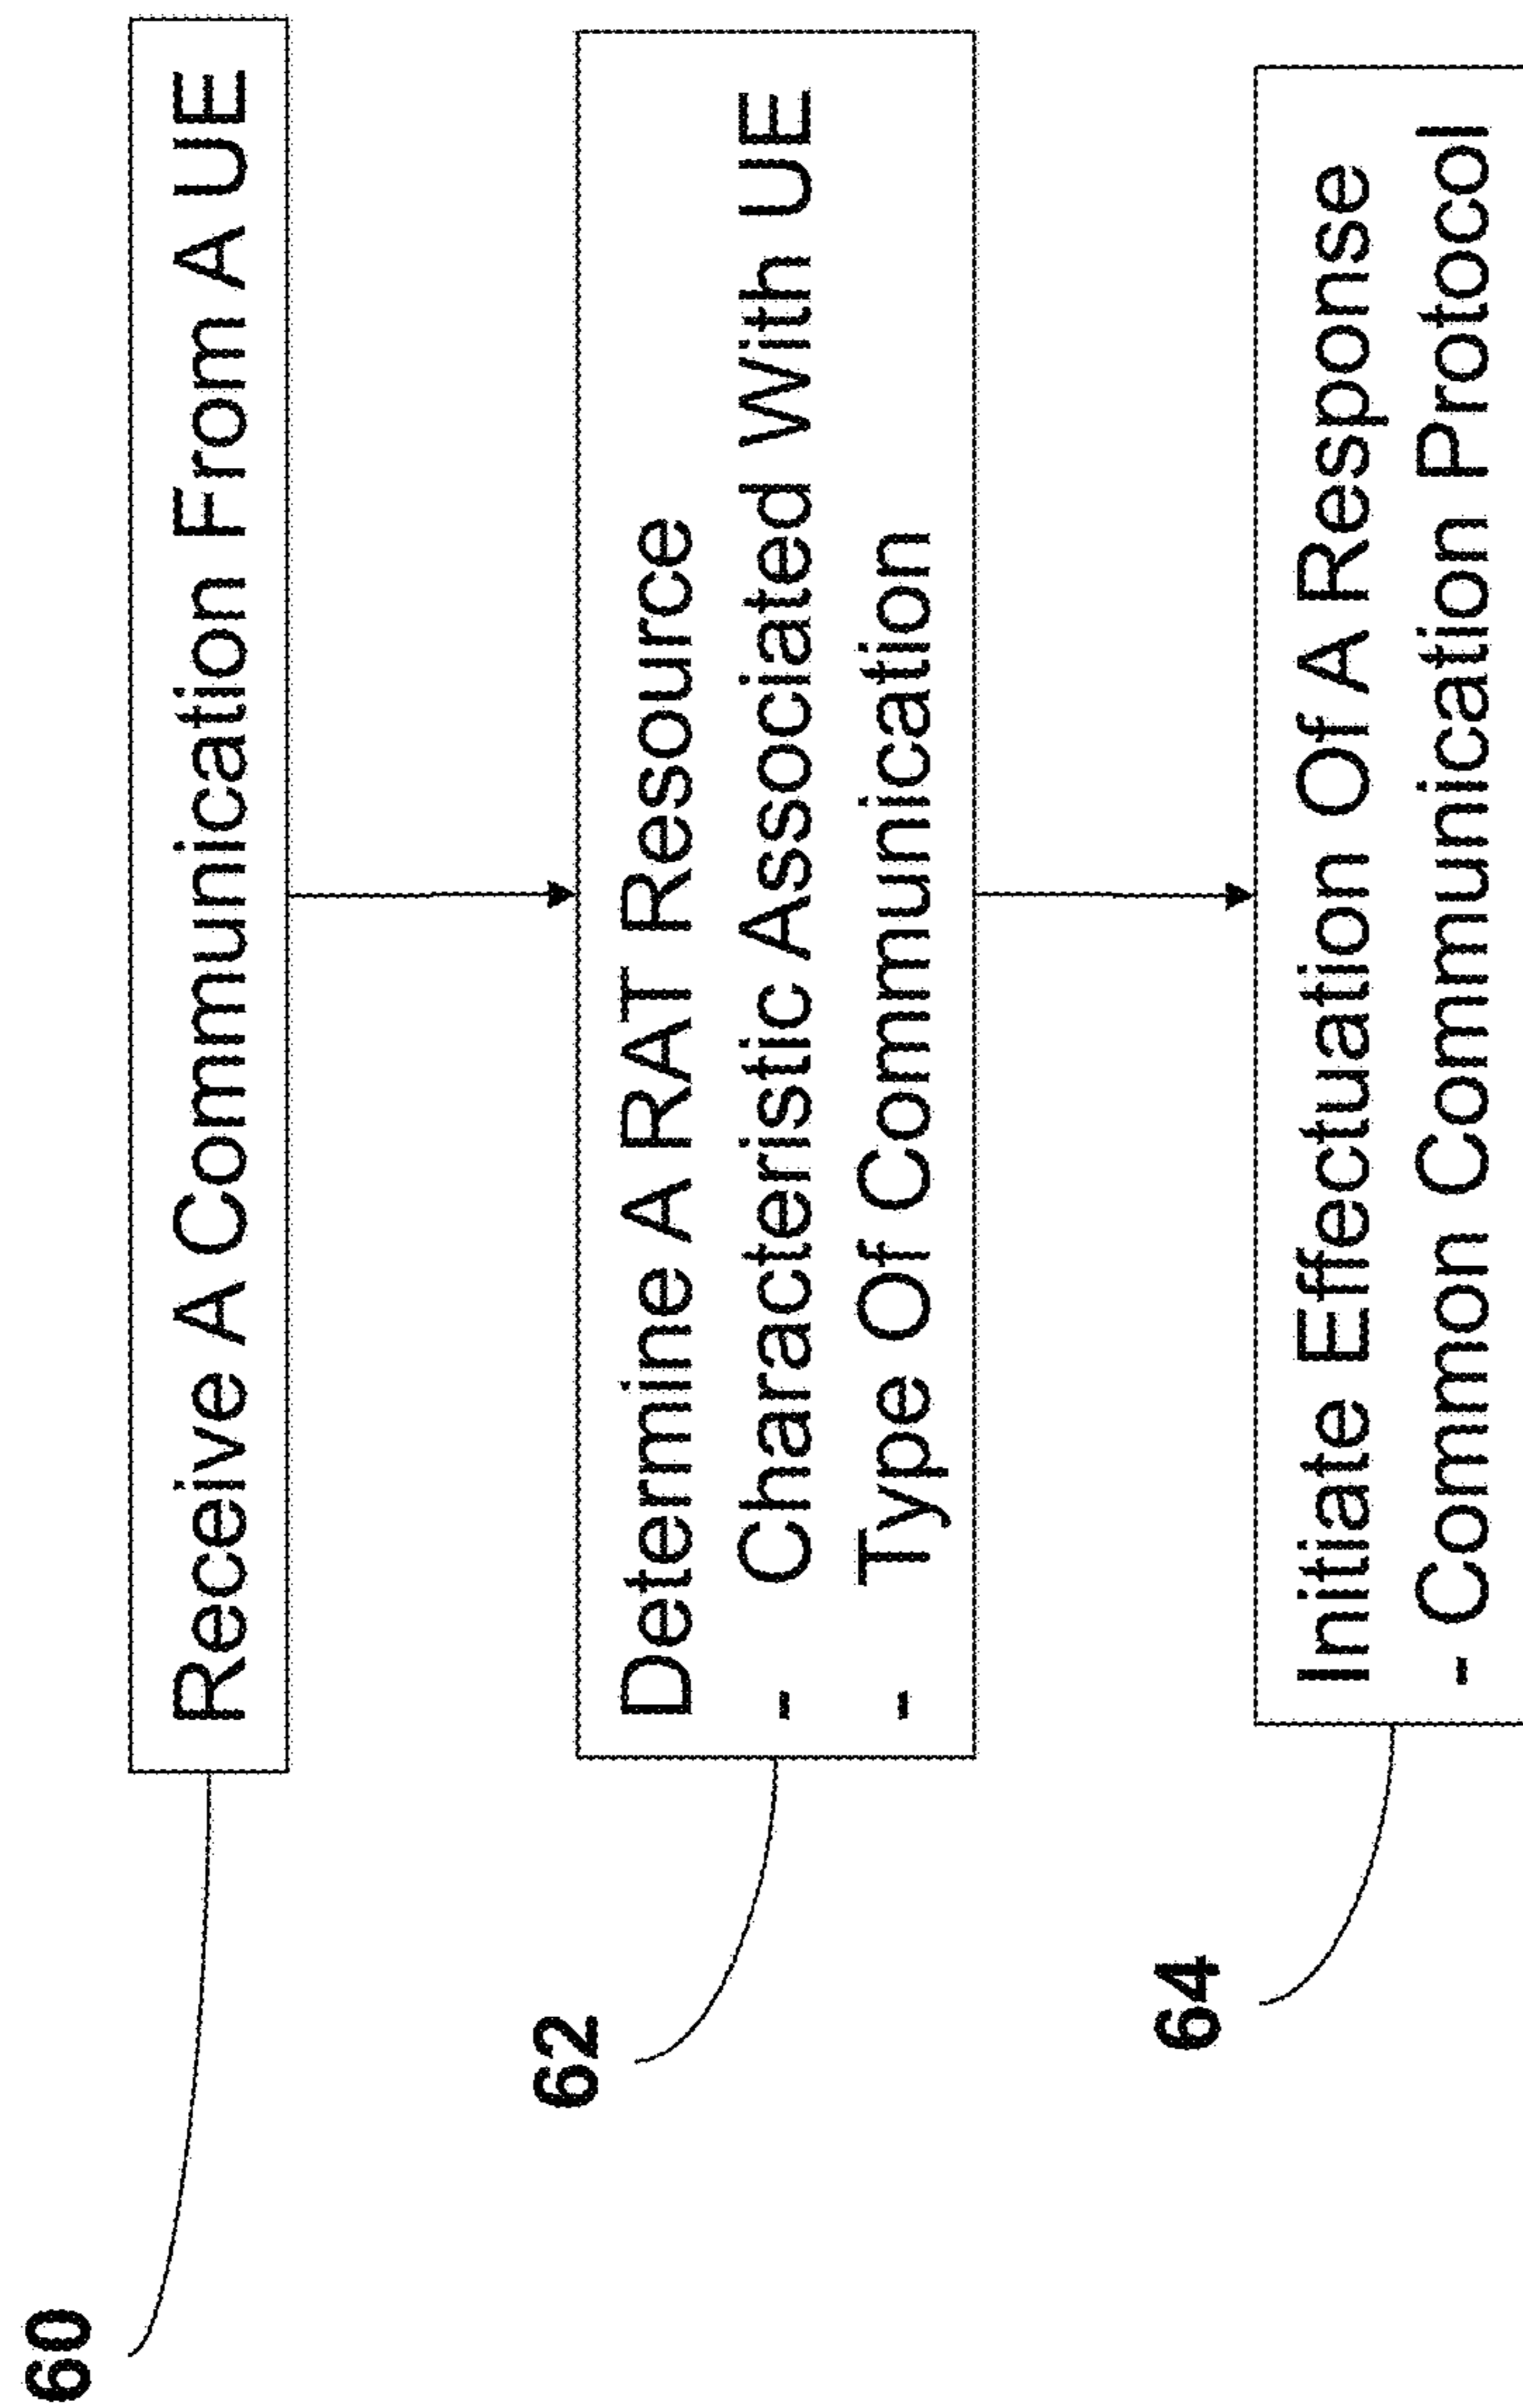 60
Receive A Communication From A UE
62
Determine A RAT Resource
- Characteristic Associated With UE
- Type Of Communication
64
Initiate Effectuation Of A Response
- Common Communication Protocol